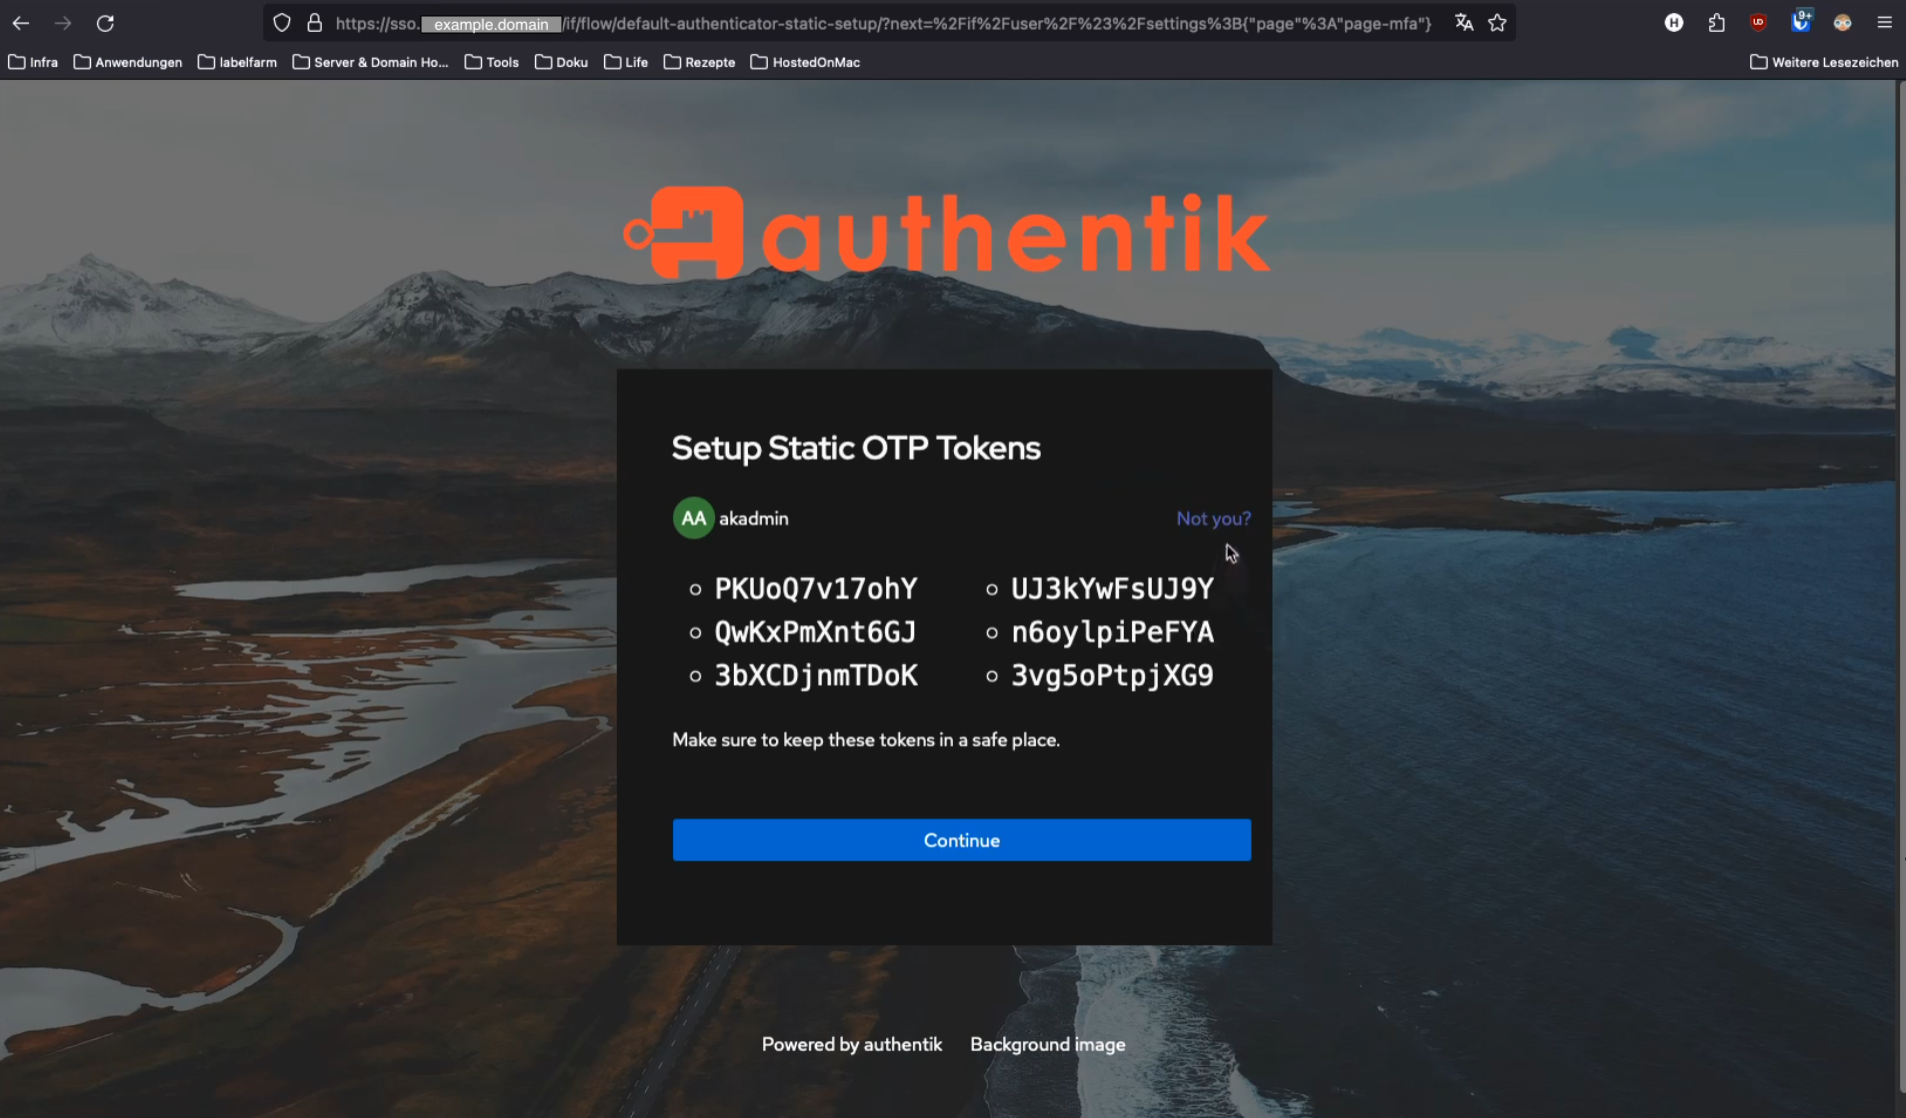 https://sso.example.domain/if/flow/default-authenticator-static-setup/?next=%2Fif%2Fuser%2F%23%2Fsettings%3B{"page"%3A"page-mfa"}
H
UD
9+
Infra
Anwendungen
labelfarm
Server & Domain Ho...
Tools
Doku
Life
Rezepte
HostedOnMac
Weitere Lesezeichen
authentik
Setup Static OTP Tokens
AA akadmin
Not you?
PKUoQ7v17ohY
UJ3kYwFsUJ9Y
QwKxPmXnt6GJ
n6oylpiPeFYA
3bXCDjnmTDoK
3vg5oPtpjXG9
Make sure to keep these tokens in a safe place.
Continue
Powered by authentik
Background image